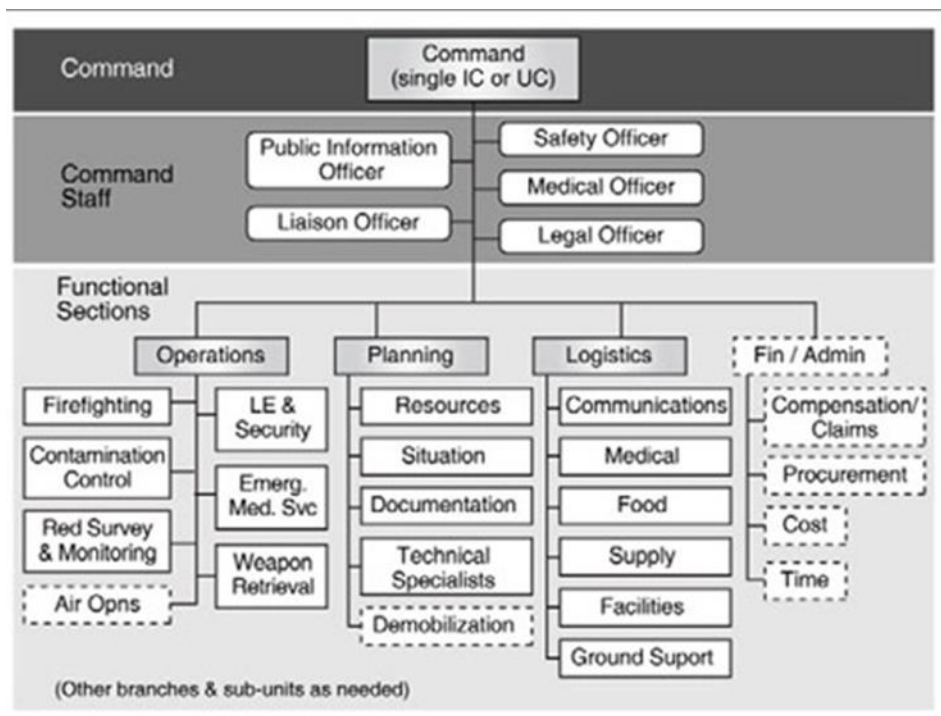 Command
Command
(single IC or UC)
Command
Staff
Public Information
Officer
Liaison Officer
Safety Officer
Medical Officer
Legal Officer
Functional
Sections
Operations
Firefighting
Contamination
Control
Red Survey
& Monitoring
Air Opns
LE &
Security
Emerg.
Med. Svc
Weapon
Retrieval
Planning
Resources
Situation
Documentation
Technical
Specialists
Demobilization
Logistics
Communications
Medical
Food
Supply
Facilities
Ground Suport
Fin / Admin
Compensation/
Claims
Procurement
Cost
Time
(Other branches & sub-units as needed)